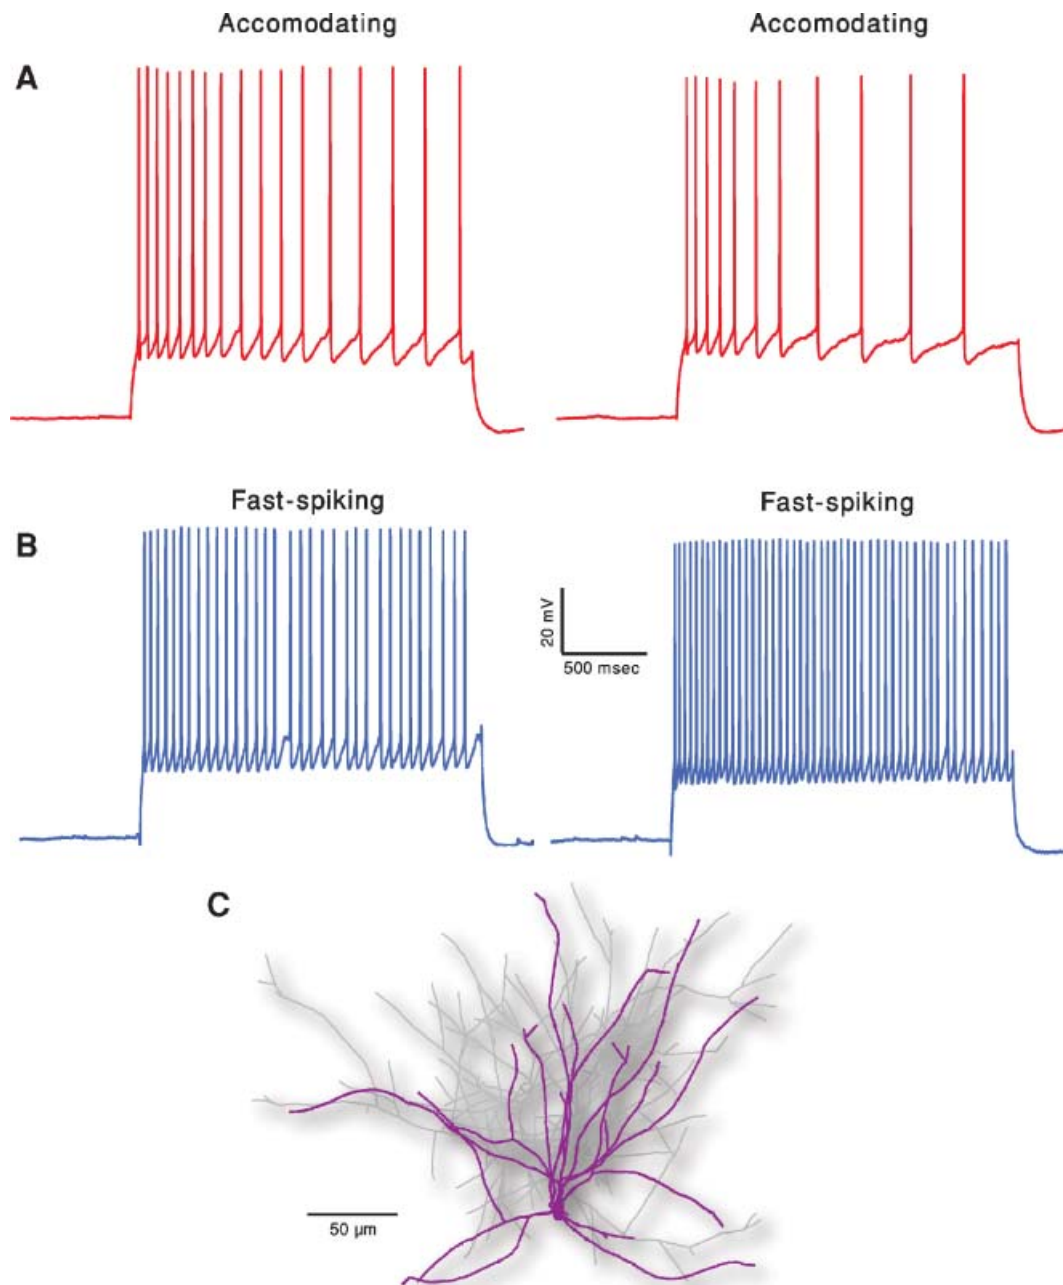 Accomodating
Accomodating
A
Fast-spiking
Fast-spiking
B
20 mV
500 msec
C
50 µm